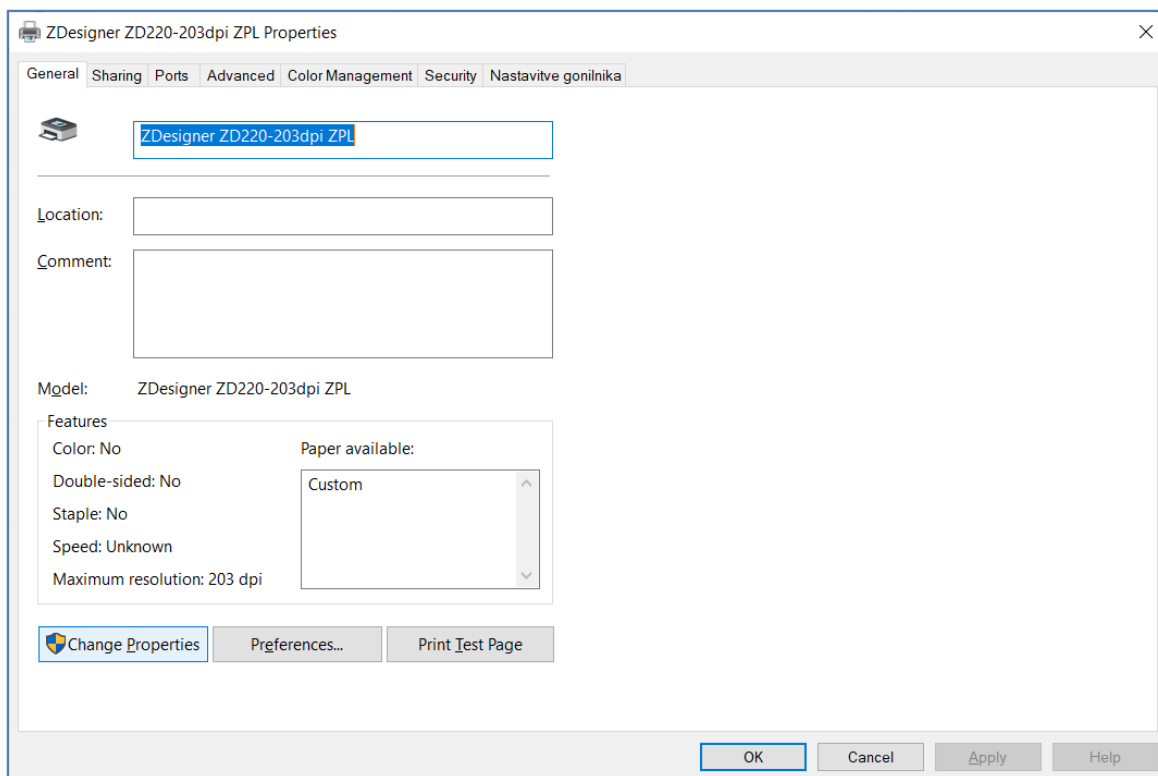 ZDesigner ZD220-203dpi ZPL Properties
General Sharing Ports Advanced Color Management Security Nastavitve gonilnika
ZDesigner ZD220-203dpi ZPL
Location:
Comment:
Model: ZDesigner ZD220-203dpi ZPL
Features
Color: No Paper available:
Double-sided: No Custom
Staple: No
Speed: Unknown
Maximum resolution: 203 dpi
Change Properties Preferences... Print Test Page
OK Cancel Apply Help